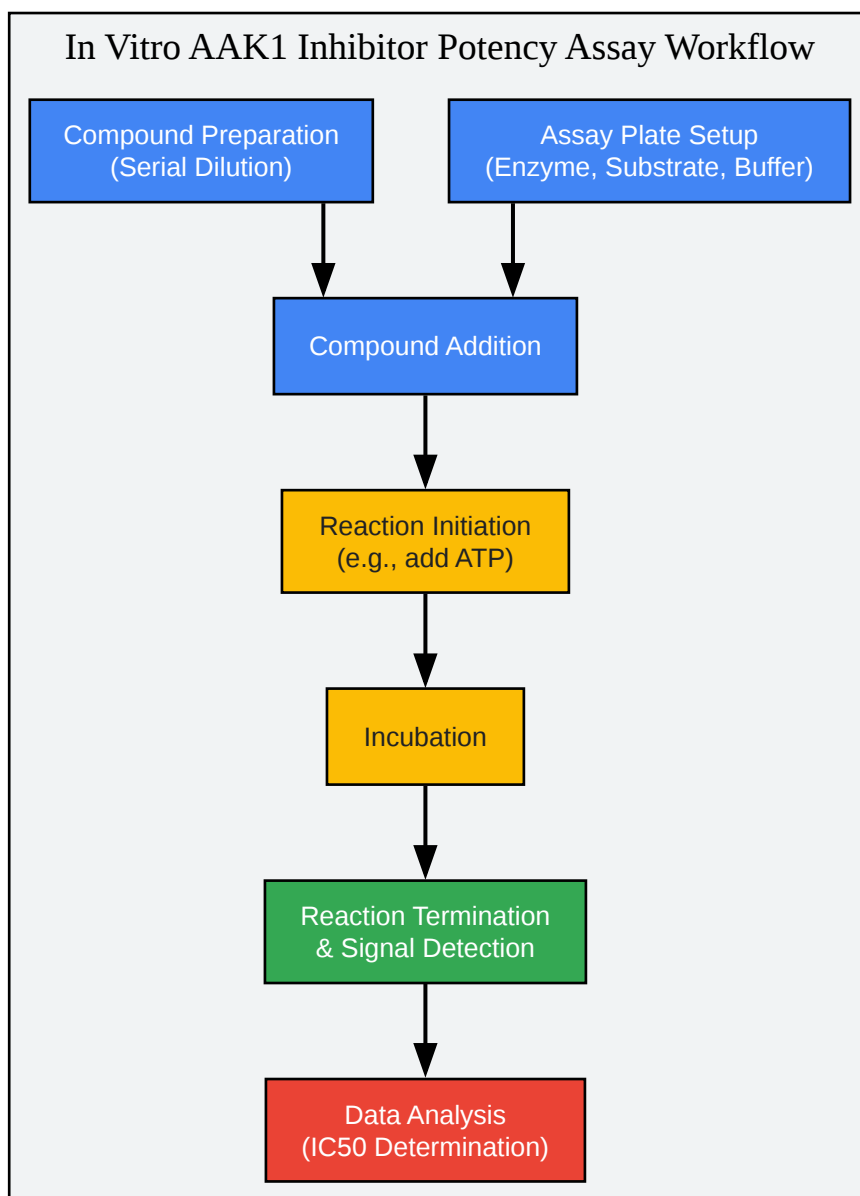 In Vitro AAK1 Inhibitor Potency Assay Workflow
Compound Preparation
(Serial Dilution)
Assay Plate Setup
(Enzyme, Substrate, Buffer)
Compound Addition
Reaction Initiation
(e.g., add ATP)
Incubation
Reaction Termination
& Signal Detection
Data Analysis
(IC50 Determination)